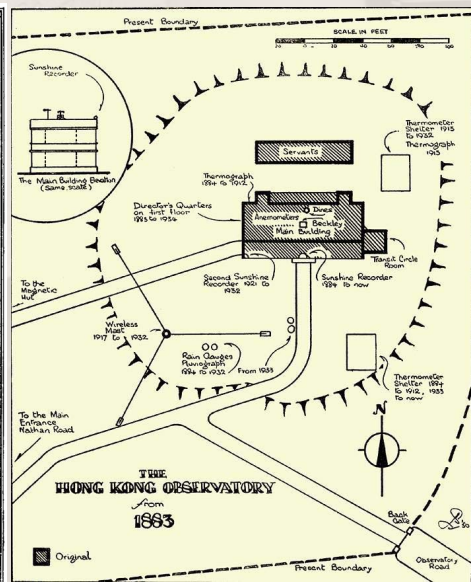 Present Boundary
SCALE IN FEET
Sunshine
Recorder
The Main Building Elevation
(Same scale)
Servants
Thermometer
Shelter 1913
to 1932
Thermograph
1913
Thermograph
1884 to 1912
Director's Quarters
on first floor
1883 to 1934
Anemometers
Dines
Beckley
Main Building
Transit Circle
Room
To the
Magnetic
Hut
Second Sunshine
Recorder 1921 to
1932
Sunshine Recorder
1884 to now
Wireless
Mast
1917 to 1932
Rain Gauges
Pluviograph
1884 to 1932
From 1933
Thermometer
Shelter 1884
to 1912, 1933
to now
To the Main
Entrance
Nathan Road
N
THE
HONG KONG OBSERVATORY
from
1883
Back
Gate
Original
Present Boundary
Observatory
Road